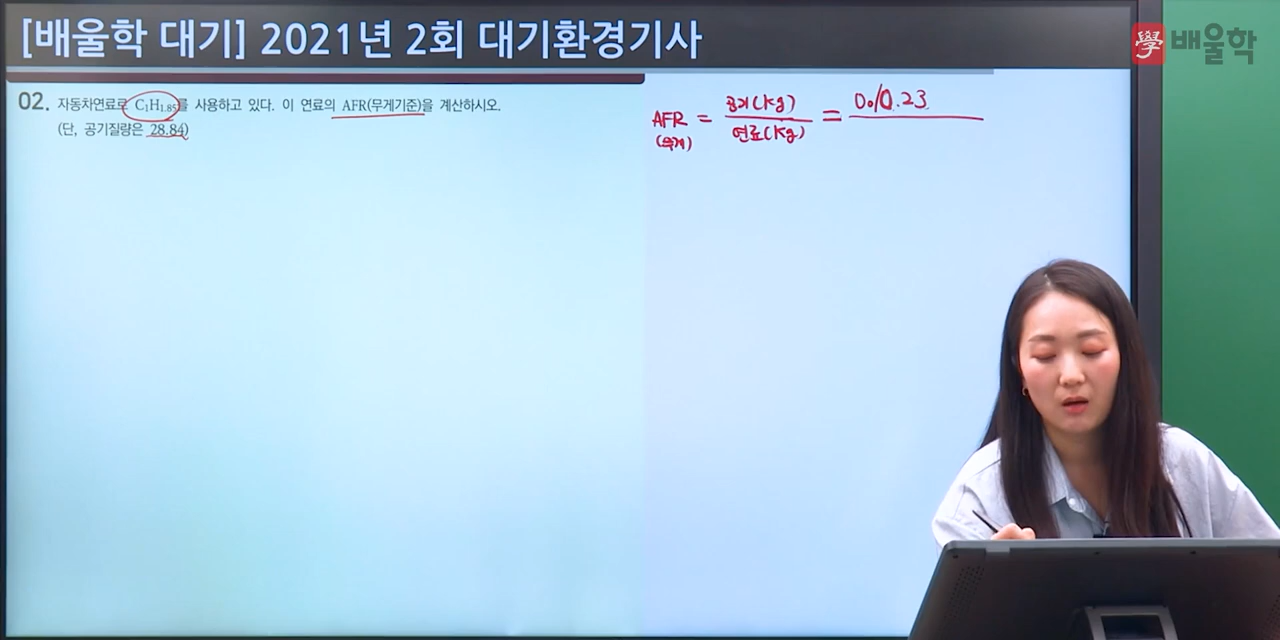 [배울학 대기] 2021년 2회 대기환경기사
學 배울학
02. 자동차연료로 C₁H₁.₈₅를 사용하고 있다. 이 연료의 AFR(무게기준)을 계산하시오.
(단, 공기질량은 28.84)
AFR (무게) = 공기(kg) / 연료(kg) = O₀/0.23